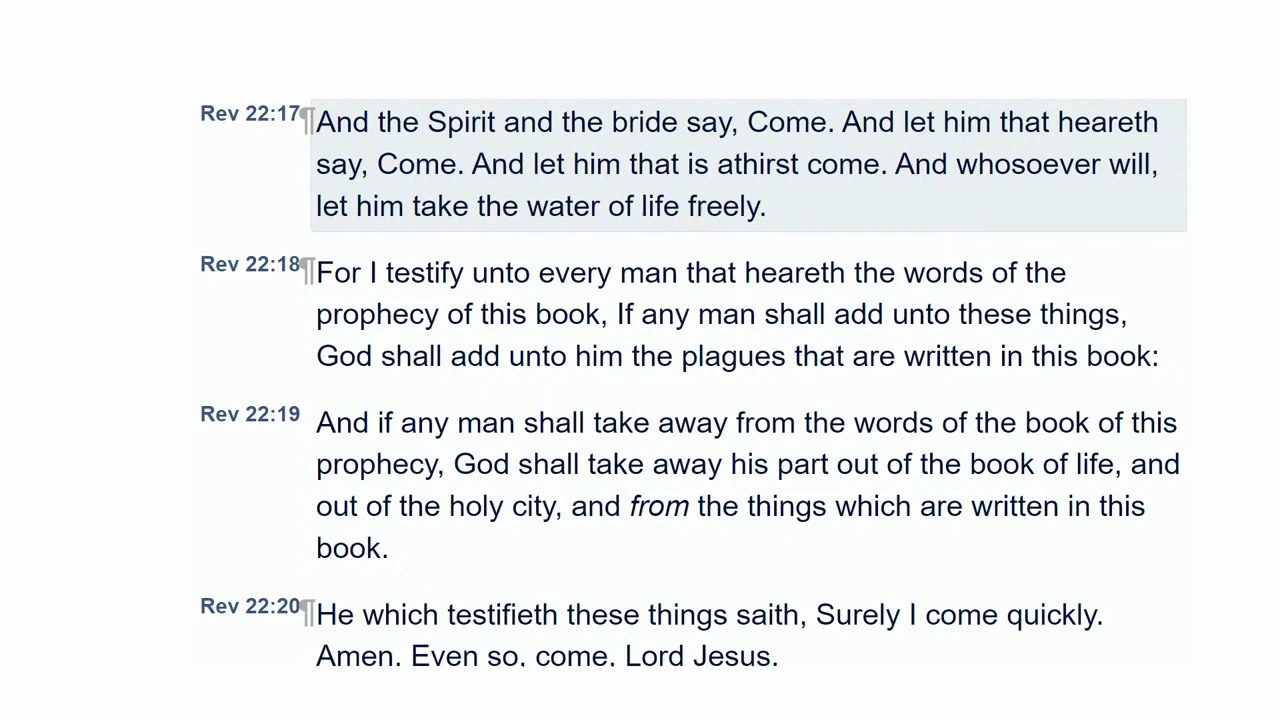 Rev 22:17 ¶And the Spirit and the bride say, Come. And let him that heareth
say, Come. And let him that is athirst come. And whosoever will,
let him take the water of life freely.
Rev 22:18 ¶For I testify unto every man that heareth the words of the
prophecy of this book, If any man shall add unto these things,
God shall add unto him the plagues that are written in this book:
Rev 22:19 And if any man shall take away from the words of the book of this
prophecy, God shall take away his part out of the book of life, and
out of the holy city, and from the things which are written in this
book.
Rev 22:20 ¶He which testifieth these things saith, Surely I come quickly.
Amen. Even so, come, Lord Jesus.